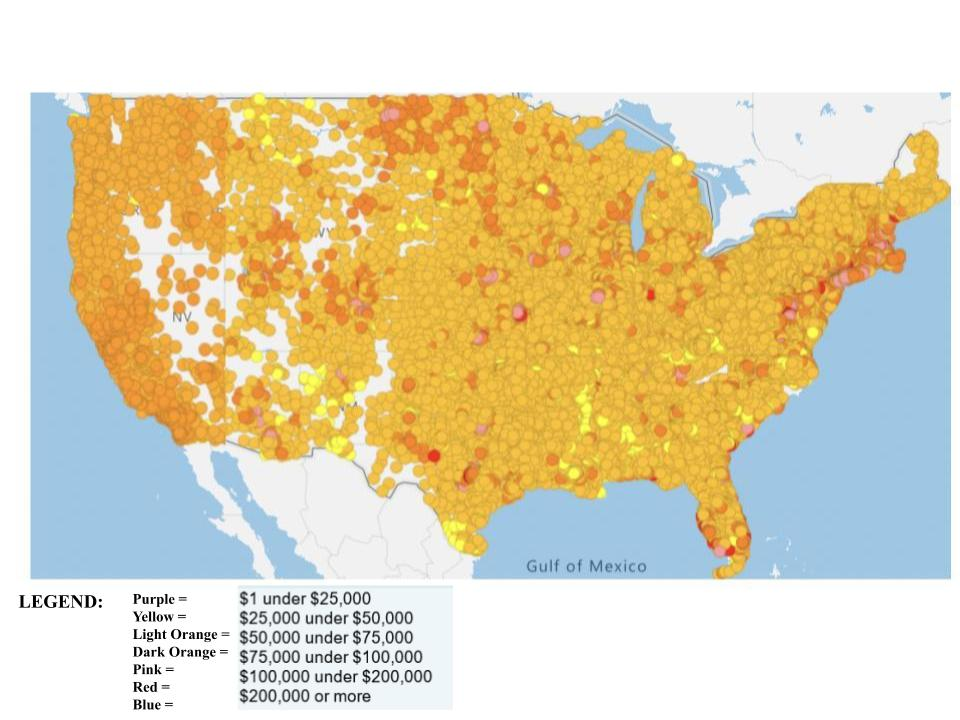 NV
Gulf of Mexico
LEGEND:
Purple = $1 under $25,000
Yellow = $25,000 under $50,000
Light Orange = $50,000 under $75,000
Dark Orange = $75,000 under $100,000
Pink = $100,000 under $200,000
Red = $200,000 or more
Blue =